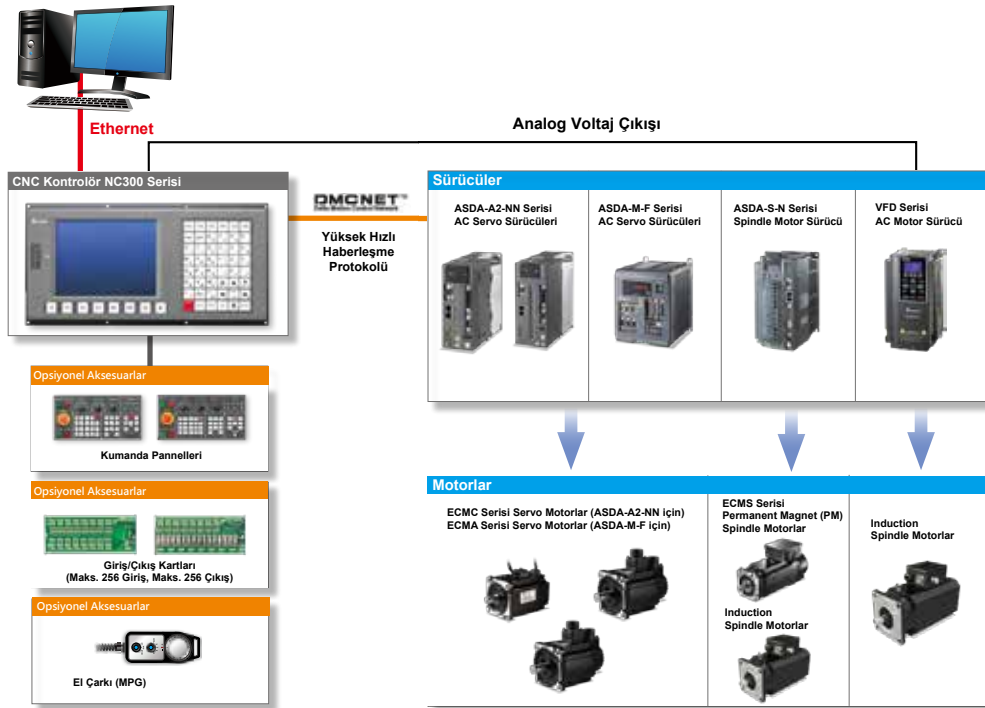 Ethernet
Analog Voltaj Çıkışı
CNC Kontrolör NC300 Serisi
DMCNET™
Yüksek Hızlı
Haberleşme
Protokolü
Sürücüler
ASDA-A2-NN Serisi
AC Servo Sürücüleri
ASDA-M-F Serisi
AC Servo Sürücüleri
ASDA-S-N Serisi
Spindle Motor Sürücü
VFD Serisi
AC Motor Sürücü
Opsiyonel Aksesuarlar
Kumanda Pannelleri
Opsiyonel Aksesuarlar
Giriş/Çıkış Kartları
(Maks. 256 Giriş, Maks. 256 Çıkış)
Opsiyonel Aksesuarlar
El Çarkı (MPG)
Motorlar
ECMC Serisi Servo Motorlar (ASDA-A2-NN için)
ECMA Serisi Servo Motorlar (ASDA-M-F için)
ECMS Serisi
Permanent Magnet (PM)
Spindle Motorlar
Induction
Spindle Motorlar
Induction
Spindle Motorlar